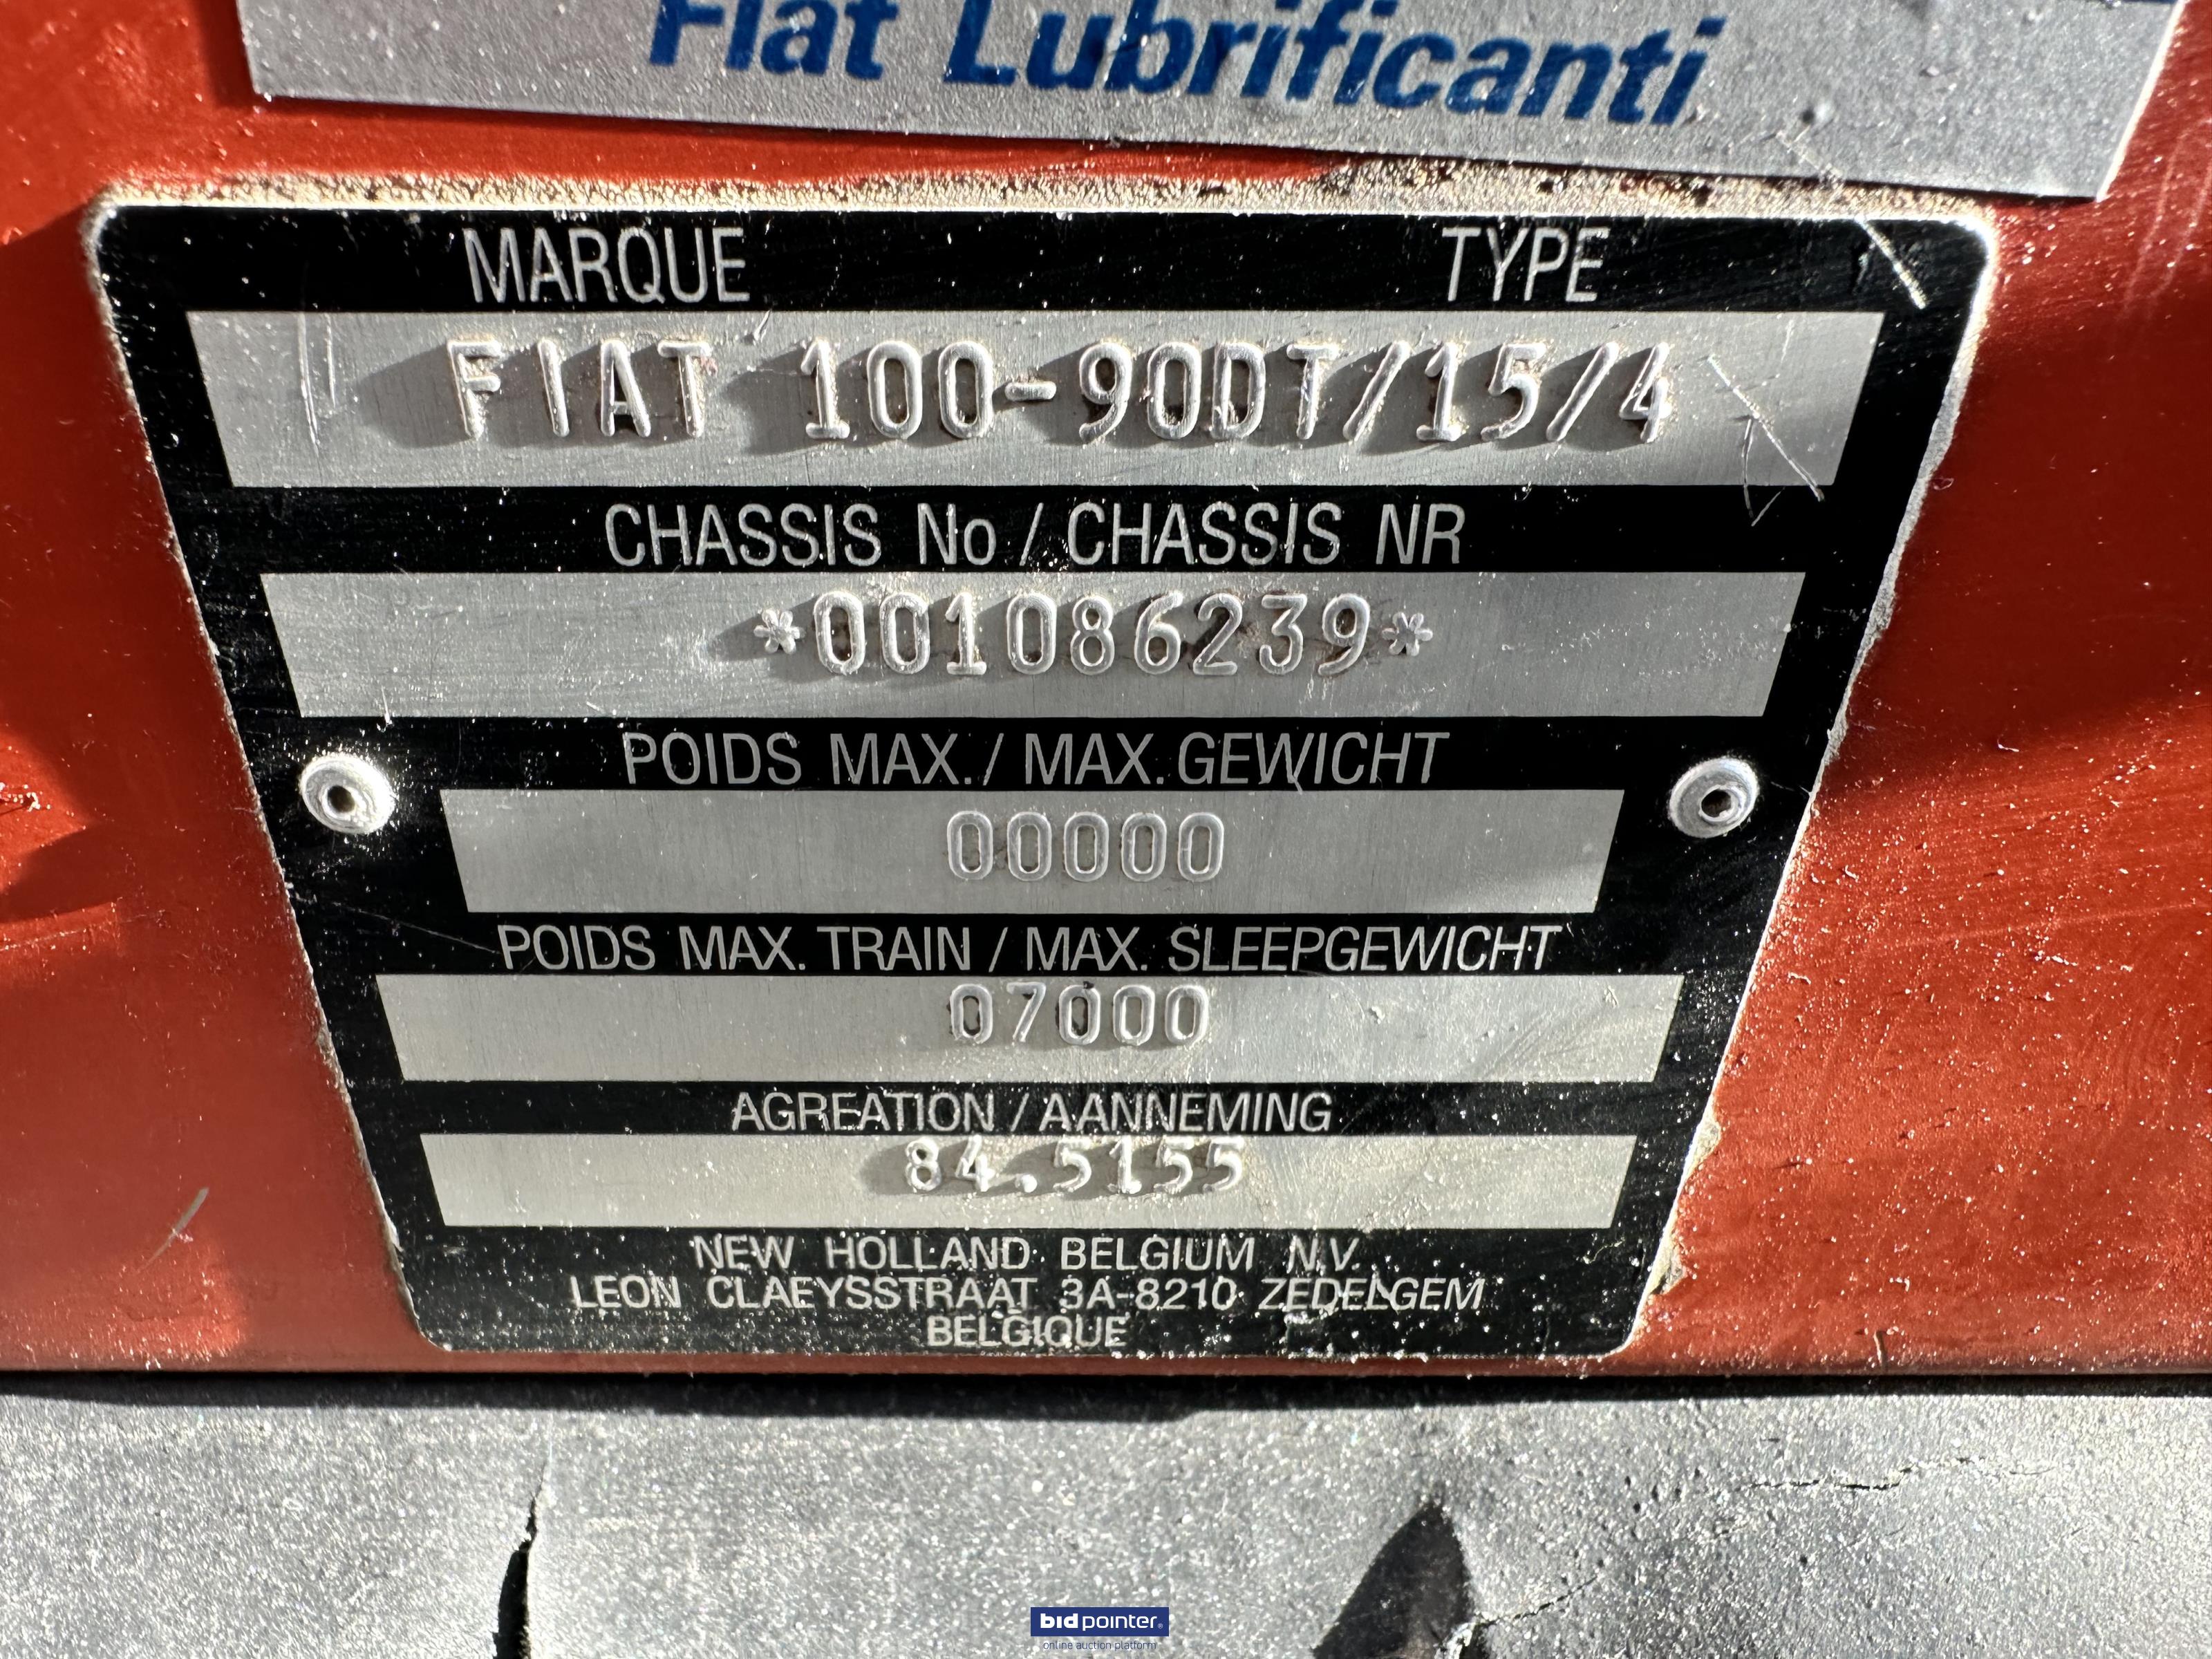 Fiat Lubrificanti
MARQUE TYPE
FIAT 100-90DT/15/4
CHASSIS No / CHASSIS NR
*001086239*
POIDS MAX. / MAX. GEWICHT
00000
POIDS MAX. TRAIN / MAX. SLEEPGEWICHT
07000
AGREATION / AANNEMING
84.5155
NEW HOLLAND BELGIUM N.V.
LEON CLAEYSSTRAAT 3A-8210 ZEDELGEM
BELGIQUE
bidpointer
online auction platform